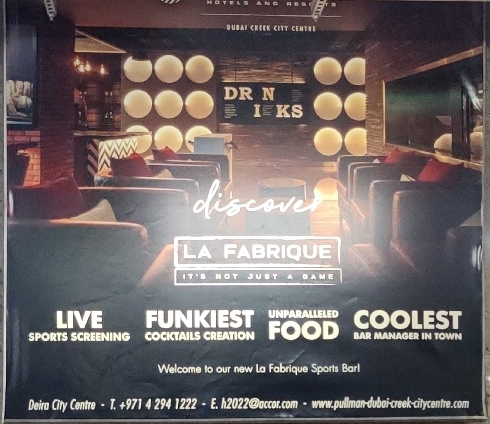 HOTELS AND RESORTS
DUBAI CREEK CITY CENTRE
DR N
I KS
discover
LA FABRIQUE
IT'S NOT JUST A GAME
LIVE
SPORTS SCREENING
FUNKIEST
COCKTAILS CREATION
UNPARALLELED
FOOD
COOLEST
BAR MANAGER IN TOWN
Welcome to our new La Fabrique Sports Bar!
Deira City Centre - T. +971 4 294 1222 - E. h2022@accor.com - www.pullman-dubai-creek-citycentre.com